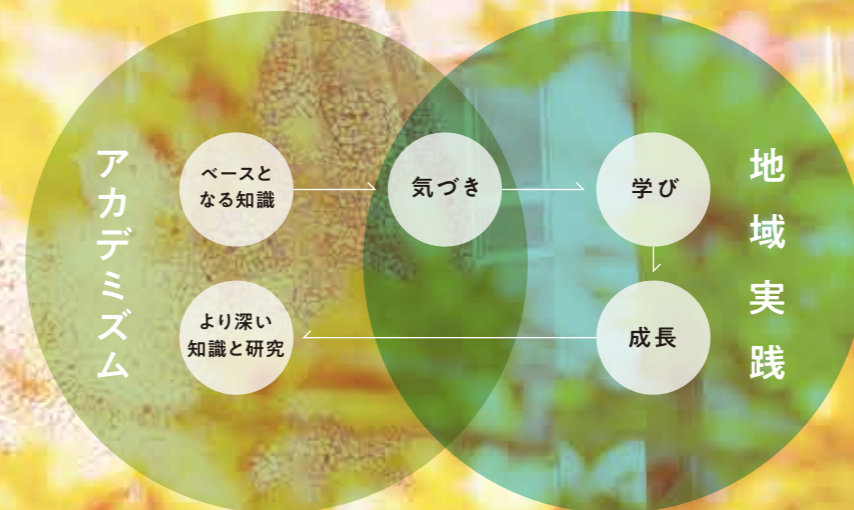 アカデミズム
ベースと
なる知識
気づき
学び
地域実践
より深い
知識と研究
成長